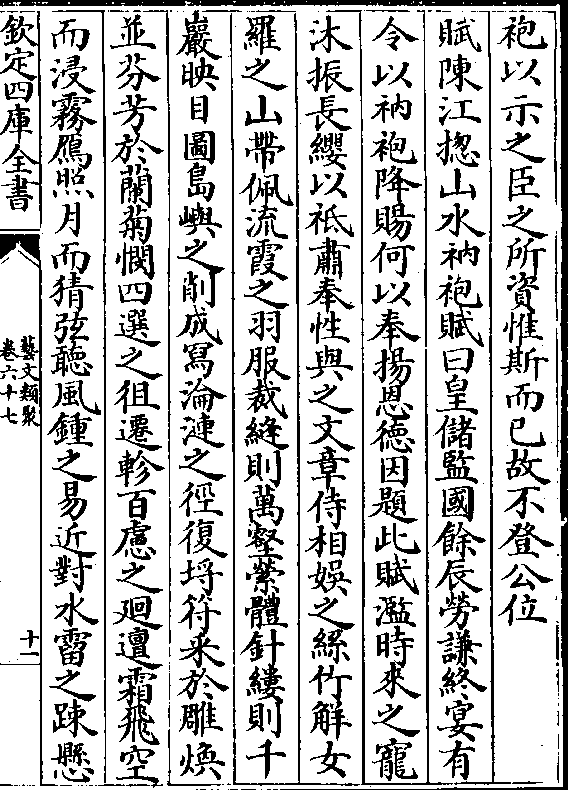 袍以示之臣之所資惟斯而已故不登公位
賦陳江揔山水衲袍賦曰皇儲監國餘辰勞謙終宴有
令以衲袍降賜何以奉揚恩德因題此賦濫時來之寵
沐振長纓以祗肅奉性與之文章侍相娛之絲竹解女
羅之山帶佩流霞之羽服裁縫則萬壑縈體針縷則千
巖映目圖島嶼之削成寫淪漣之徑復埒符采於雕煥
並芬芳於蘭菊憫四選之徂遷軫百慮之廻邅霜飛空
而浸霧鴈照月而猜弦聽風鍾之易近對水霤之踈懸
欽定四庫全書
藝文類聚
卷六十七
十一